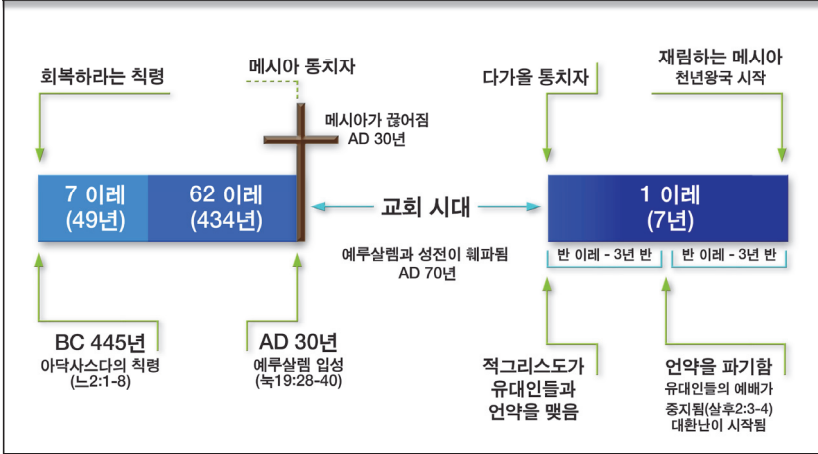 회복하라는 칙령
메시아 통치자
메시아가 끊어짐
AD 30년
다가올 통치자
재림하는 메시아
천년왕국 시작
7 이레
(49년)
62 이레
(434년)
교회 시대
1 이레
(7년)
예루살렘과 성전이 훼파됨
AD 70년
반 이레 - 3년 반
반 이레 - 3년 반
BC 445년
아닥사스다의 칙령
(느2:1-8)
AD 30년
예루살렘 입성
(눅19:28-40)
적그리스도가
유대인들과
언약을 맺음
언약을 파기함
유대인들의 예배가
중지됨(살후2:3-4)
대환난이 시작됨